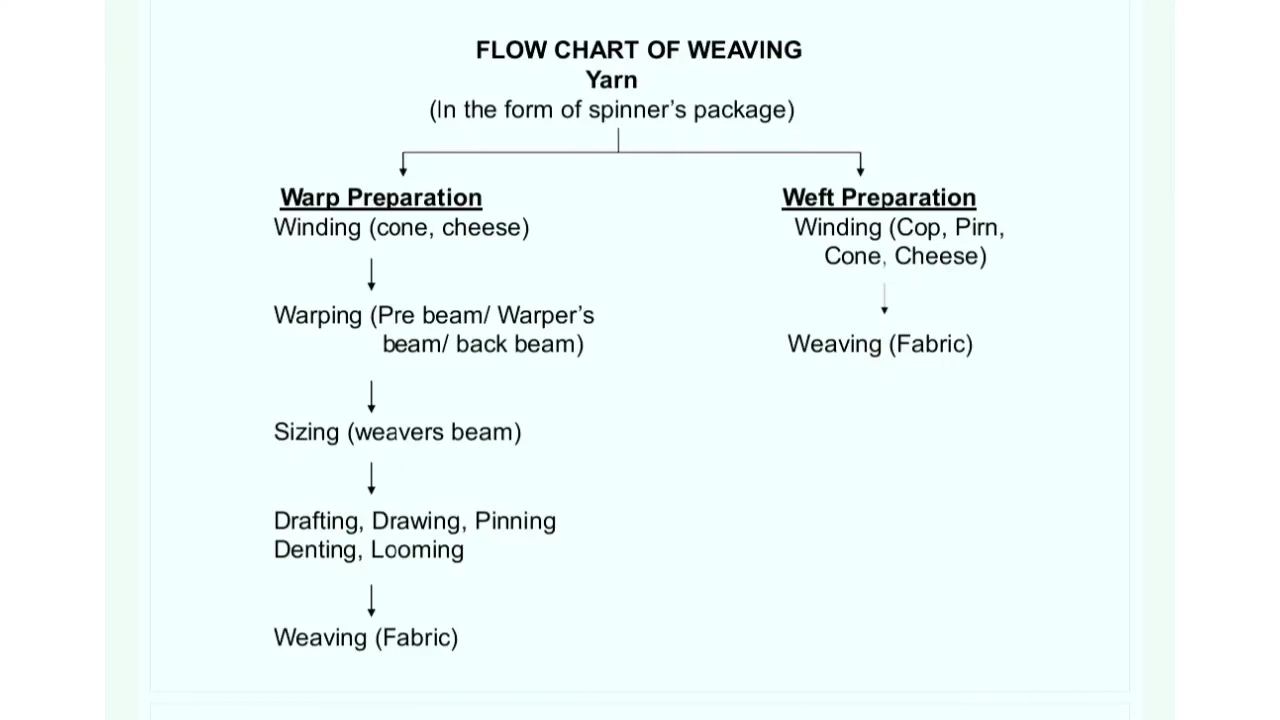 FLOW CHART OF WEAVING
Yarn
(In the form of spinner's package)
Warp Preparation
Winding (cone, cheese)
Warping (Pre beam/ Warper's
beam/ back beam)
Sizing (weavers beam)
Drafting, Drawing, Pinning
Denting, Looming
Weaving (Fabric)
Weft Preparation
Winding (Cop, Pirn,
Cone, Cheese)
Weaving (Fabric)